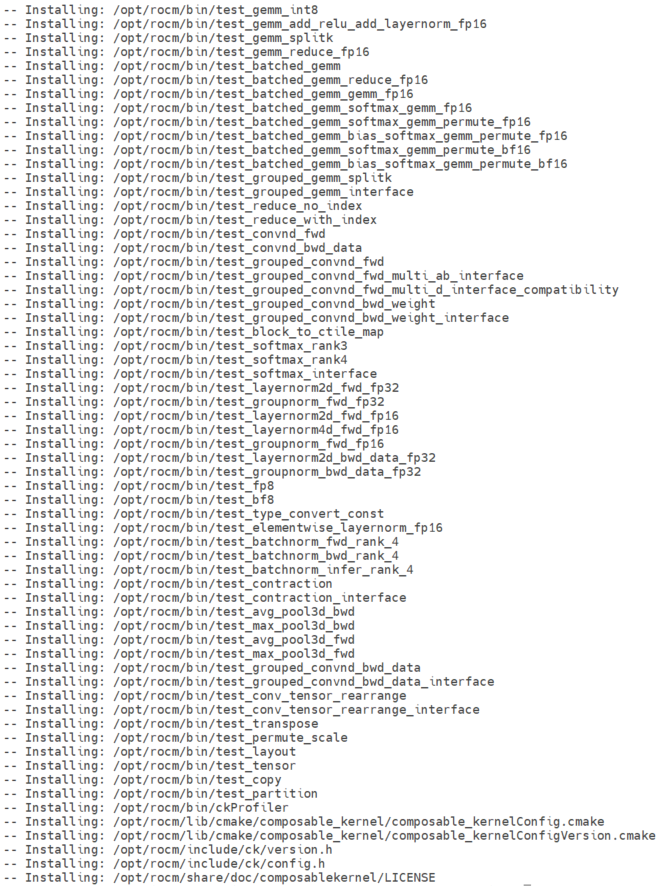 -- Installing: /opt/rocm/bin/test_gemm_int8
-- Installing: /opt/rocm/bin/test_gemm_add_relu_add_layernorm_fp16
-- Installing: /opt/rocm/bin/test_gemm_splitk
-- Installing: /opt/rocm/bin/test_gemm_reduce_fp16
-- Installing: /opt/rocm/bin/test_batched_gemm
-- Installing: /opt/rocm/bin/test_batched_gemm_reduce_fp16
-- Installing: /opt/rocm/bin/test_batched_gemm_gemm_fp16
-- Installing: /opt/rocm/bin/test_batched_gemm_softmax_gemm_fp16
-- Installing: /opt/rocm/bin/test_batched_gemm_softmax_gemm_permute_fp16
-- Installing: /opt/rocm/bin/test_batched_gemm_bias_softmax_gemm_permute_fp16
-- Installing: /opt/rocm/bin/test_batched_gemm_softmax_gemm_permute_bf16
-- Installing: /opt/rocm/bin/test_batched_gemm_bias_softmax_gemm_permute_bf16
-- Installing: /opt/rocm/bin/test_grouped_gemm_splitk
-- Installing: /opt/rocm/bin/test_grouped_gemm_interface
-- Installing: /opt/rocm/bin/test_reduce_no_index
-- Installing: /opt/rocm/bin/test_reduce_with_index
-- Installing: /opt/rocm/bin/test_convnd_fwd
-- Installing: /opt/rocm/bin/test_convnd_bwd_data
-- Installing: /opt/rocm/bin/test_grouped_convnd_fwd
-- Installing: /opt/rocm/bin/test_grouped_convnd_fwd_multi_ab_interface
-- Installing: /opt/rocm/bin/test_grouped_convnd_fwd_multi_d_interface_compatibility
-- Installing: /opt/rocm/bin/test_grouped_convnd_bwd_weight
-- Installing: /opt/rocm/bin/test_grouped_convnd_bwd_weight_interface
-- Installing: /opt/rocm/bin/test_block_to_ctile_map
-- Installing: /opt/rocm/bin/test_softmax_rank3
-- Installing: /opt/rocm/bin/test_softmax_rank4
-- Installing: /opt/rocm/bin/test_softmax_interface
-- Installing: /opt/rocm/bin/test_layernorm2d_fwd_fp32
-- Installing: /opt/rocm/bin/test_groupnorm_fwd_fp32
-- Installing: /opt/rocm/bin/test_layernorm2d_fwd_fp16
-- Installing: /opt/rocm/bin/test_layernorm4d_fwd_fp16
-- Installing: /opt/rocm/bin/test_groupnorm_fwd_fp16
-- Installing: /opt/rocm/bin/test_layernorm2d_bwd_data_fp32
-- Installing: /opt/rocm/bin/test_groupnorm_bwd_data_fp32
-- Installing: /opt/rocm/bin/test_fp8
-- Installing: /opt/rocm/bin/test_bf8
-- Installing: /opt/rocm/bin/test_type_convert_const
-- Installing: /opt/rocm/bin/test_elementwise_layernorm_fp16
-- Installing: /opt/rocm/bin/test_batchnorm_fwd_rank_4
-- Installing: /opt/rocm/bin/test_batchnorm_bwd_rank_4
-- Installing: /opt/rocm/bin/test_batchnorm_infer_rank_4
-- Installing: /opt/rocm/bin/test_contraction
-- Installing: /opt/rocm/bin/test_contraction_interface
-- Installing: /opt/rocm/bin/test_avg_pool3d_bwd
-- Installing: /opt/rocm/bin/test_max_pool3d_bwd
-- Installing: /opt/rocm/bin/test_avg_pool3d_fwd
-- Installing: /opt/rocm/bin/test_max_pool3d_fwd
-- Installing: /opt/rocm/bin/test_grouped_convnd_bwd_data
-- Installing: /opt/rocm/bin/test_grouped_convnd_bwd_data_interface
-- Installing: /opt/rocm/bin/test_conv_tensor_rearrange
-- Installing: /opt/rocm/bin/test_conv_tensor_rearrange_interface
-- Installing: /opt/rocm/bin/test_transpose
-- Installing: /opt/rocm/bin/test_permute_scale
-- Installing: /opt/rocm/bin/test_layout
-- Installing: /opt/rocm/bin/test_tensor
-- Installing: /opt/rocm/bin/test_copy
-- Installing: /opt/rocm/bin/test_partition
-- Installing: /opt/rocm/bin/ckProfiler
-- Installing: /opt/rocm/lib/cmake/composable_kernel/composable_kernelConfig.cmake
-- Installing: /opt/rocm/lib/cmake/composable_kernel/composable_kernelConfigVersion.cmake
-- Installing: /opt/rocm/include/ck/version.h
-- Installing: /opt/rocm/include/ck/config.h
-- Installing: /opt/rocm/share/doc/composablekernel/LICENSE